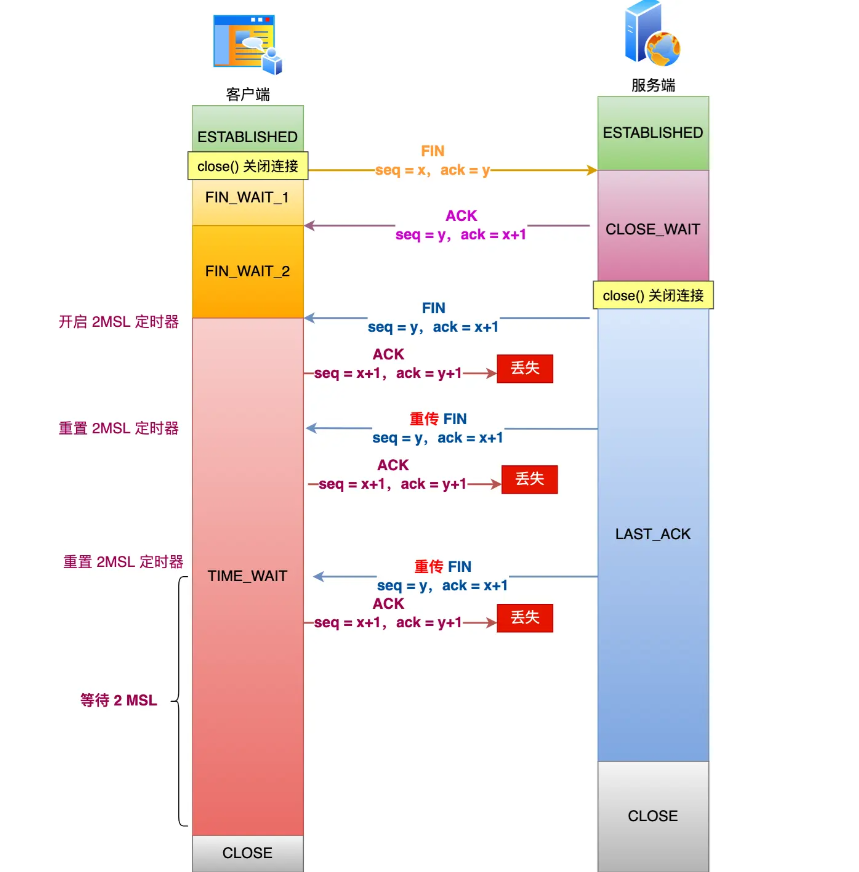 客户端
服务端
ESTABLISHED
ESTABLISHED
close() 关闭连接
FIN
seq = x, ack = y
FIN_WAIT_1
ACK
seq = y, ack = x+1
CLOSE_WAIT
FIN_WAIT_2
close() 关闭连接
开启 2MSL 定时器
FIN
seq = y, ack = x+1
ACK
seq = x+1, ack = y+1
丢失
重置 2MSL 定时器
重传 FIN
seq = y, ack = x+1
ACK
seq = x+1, ack = y+1
丢失
LAST_ACK
重置 2MSL 定时器
TIME_WAIT
重传 FIN
seq = y, ack = x+1
ACK
seq = x+1, ack = y+1
丢失
等待 2 MSL
CLOSE
CLOSE